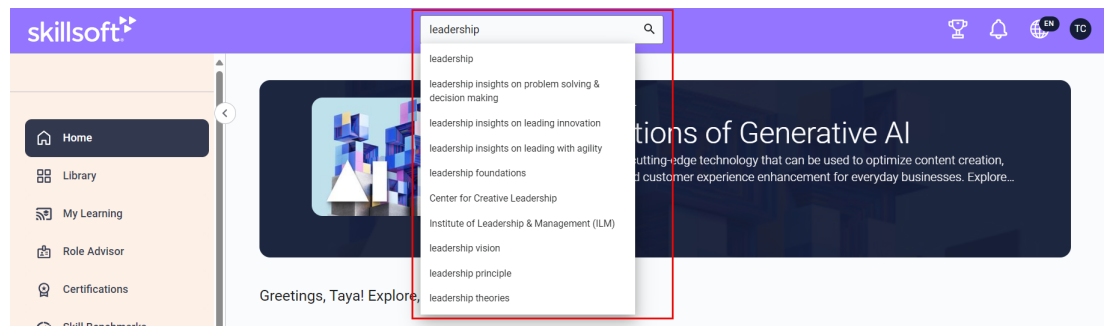 skillsoft
leadership
EN
TC
leadership
leadership insights on problem solving &
decision making
leadership insights on leading innovation
leadership insights on leading with agility
leadership foundations
Center for Creative Leadership
Institute of Leadership & Management (ILM)
leadership vision
leadership principle
leadership theories
tions of Generative AI
cutting-edge technology that can be used to optimize content creation,
d customer experience enhancement for everyday businesses. Explore...
Home
Library
My Learning
Role Advisor
Certifications
Skill Benchmarks
Greetings, Taya! Explore,